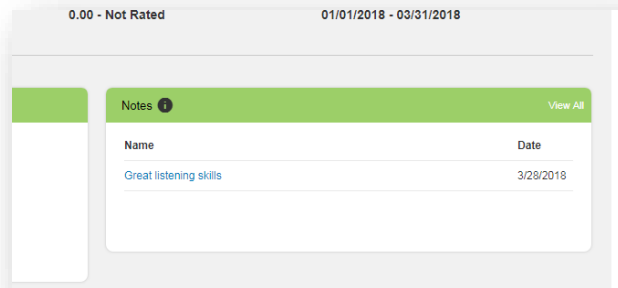 0.00 - Not Rated 01/01/2018 - 03/31/2018
Notes i View All
Name Date
Great listening skills 3/28/2018